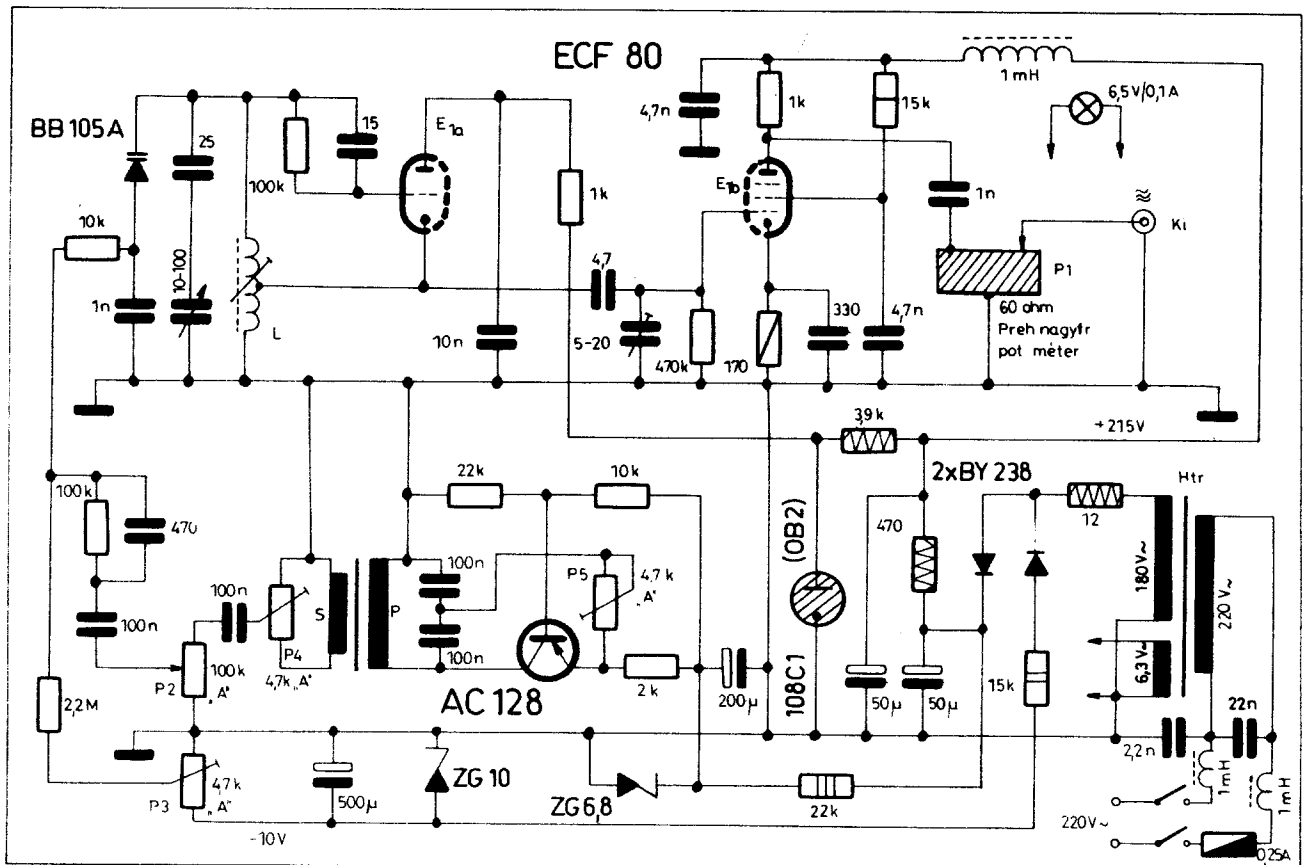 ECF 80
1 mH
6,5 V/0,1 A
BB 105 A
25
15
E1a
4,7n
1k
15k
100k
1k
E1b
1n
≈
Ki
10k
10-100
4,7
P1
1n
L
10n
5-20
470k
170
330
4,7n
60 ohm
Preh nagyfr
pot méter
+215V
3,9k
100k
470
22k
10k
2xBY 238
Htr
12
(OB2)
470
180V~
220V~
100n
100n
P5
4,7k
"A"
S
P
6,3V~
100n
100n
P4
4,7k "A"
P2
100k
"A"
2,2M
AC 128
2k
200µ
108C1
50µ
50µ
15k
22n
2,2n
P3
4,7k
"A"
500µ
ZG 10
ZG 6,8
22k
1mH
1mH
-10V
220V~
0,25A